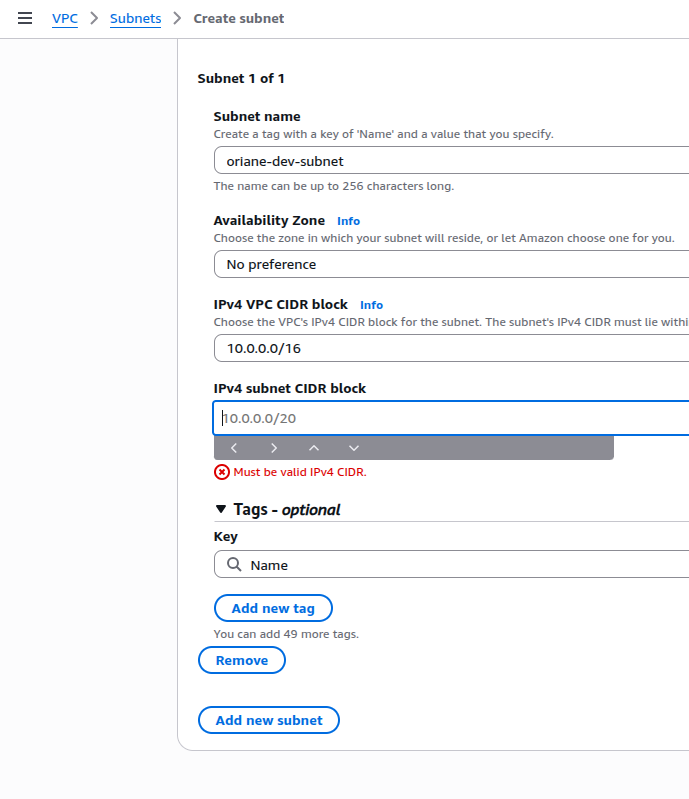 VPC > Subnets > Create subnet
Subnet 1 of 1
Subnet name
Create a tag with a key of 'Name' and a value that you specify.
oriane-dev-subnet
The name can be up to 256 characters long.
Availability Zone Info
Choose the zone in which your subnet will reside, or let Amazon choose one for you.
No preference
IPv4 VPC CIDR block Info
Choose the VPC's IPv4 CIDR block for the subnet. The subnet's IPv4 CIDR must lie withi
10.0.0.0/16
IPv4 subnet CIDR block
10.0.0.0/20
Must be valid IPv4 CIDR.
Tags - optional
Key
Name
Add new tag
You can add 49 more tags.
Remove
Add new subnet